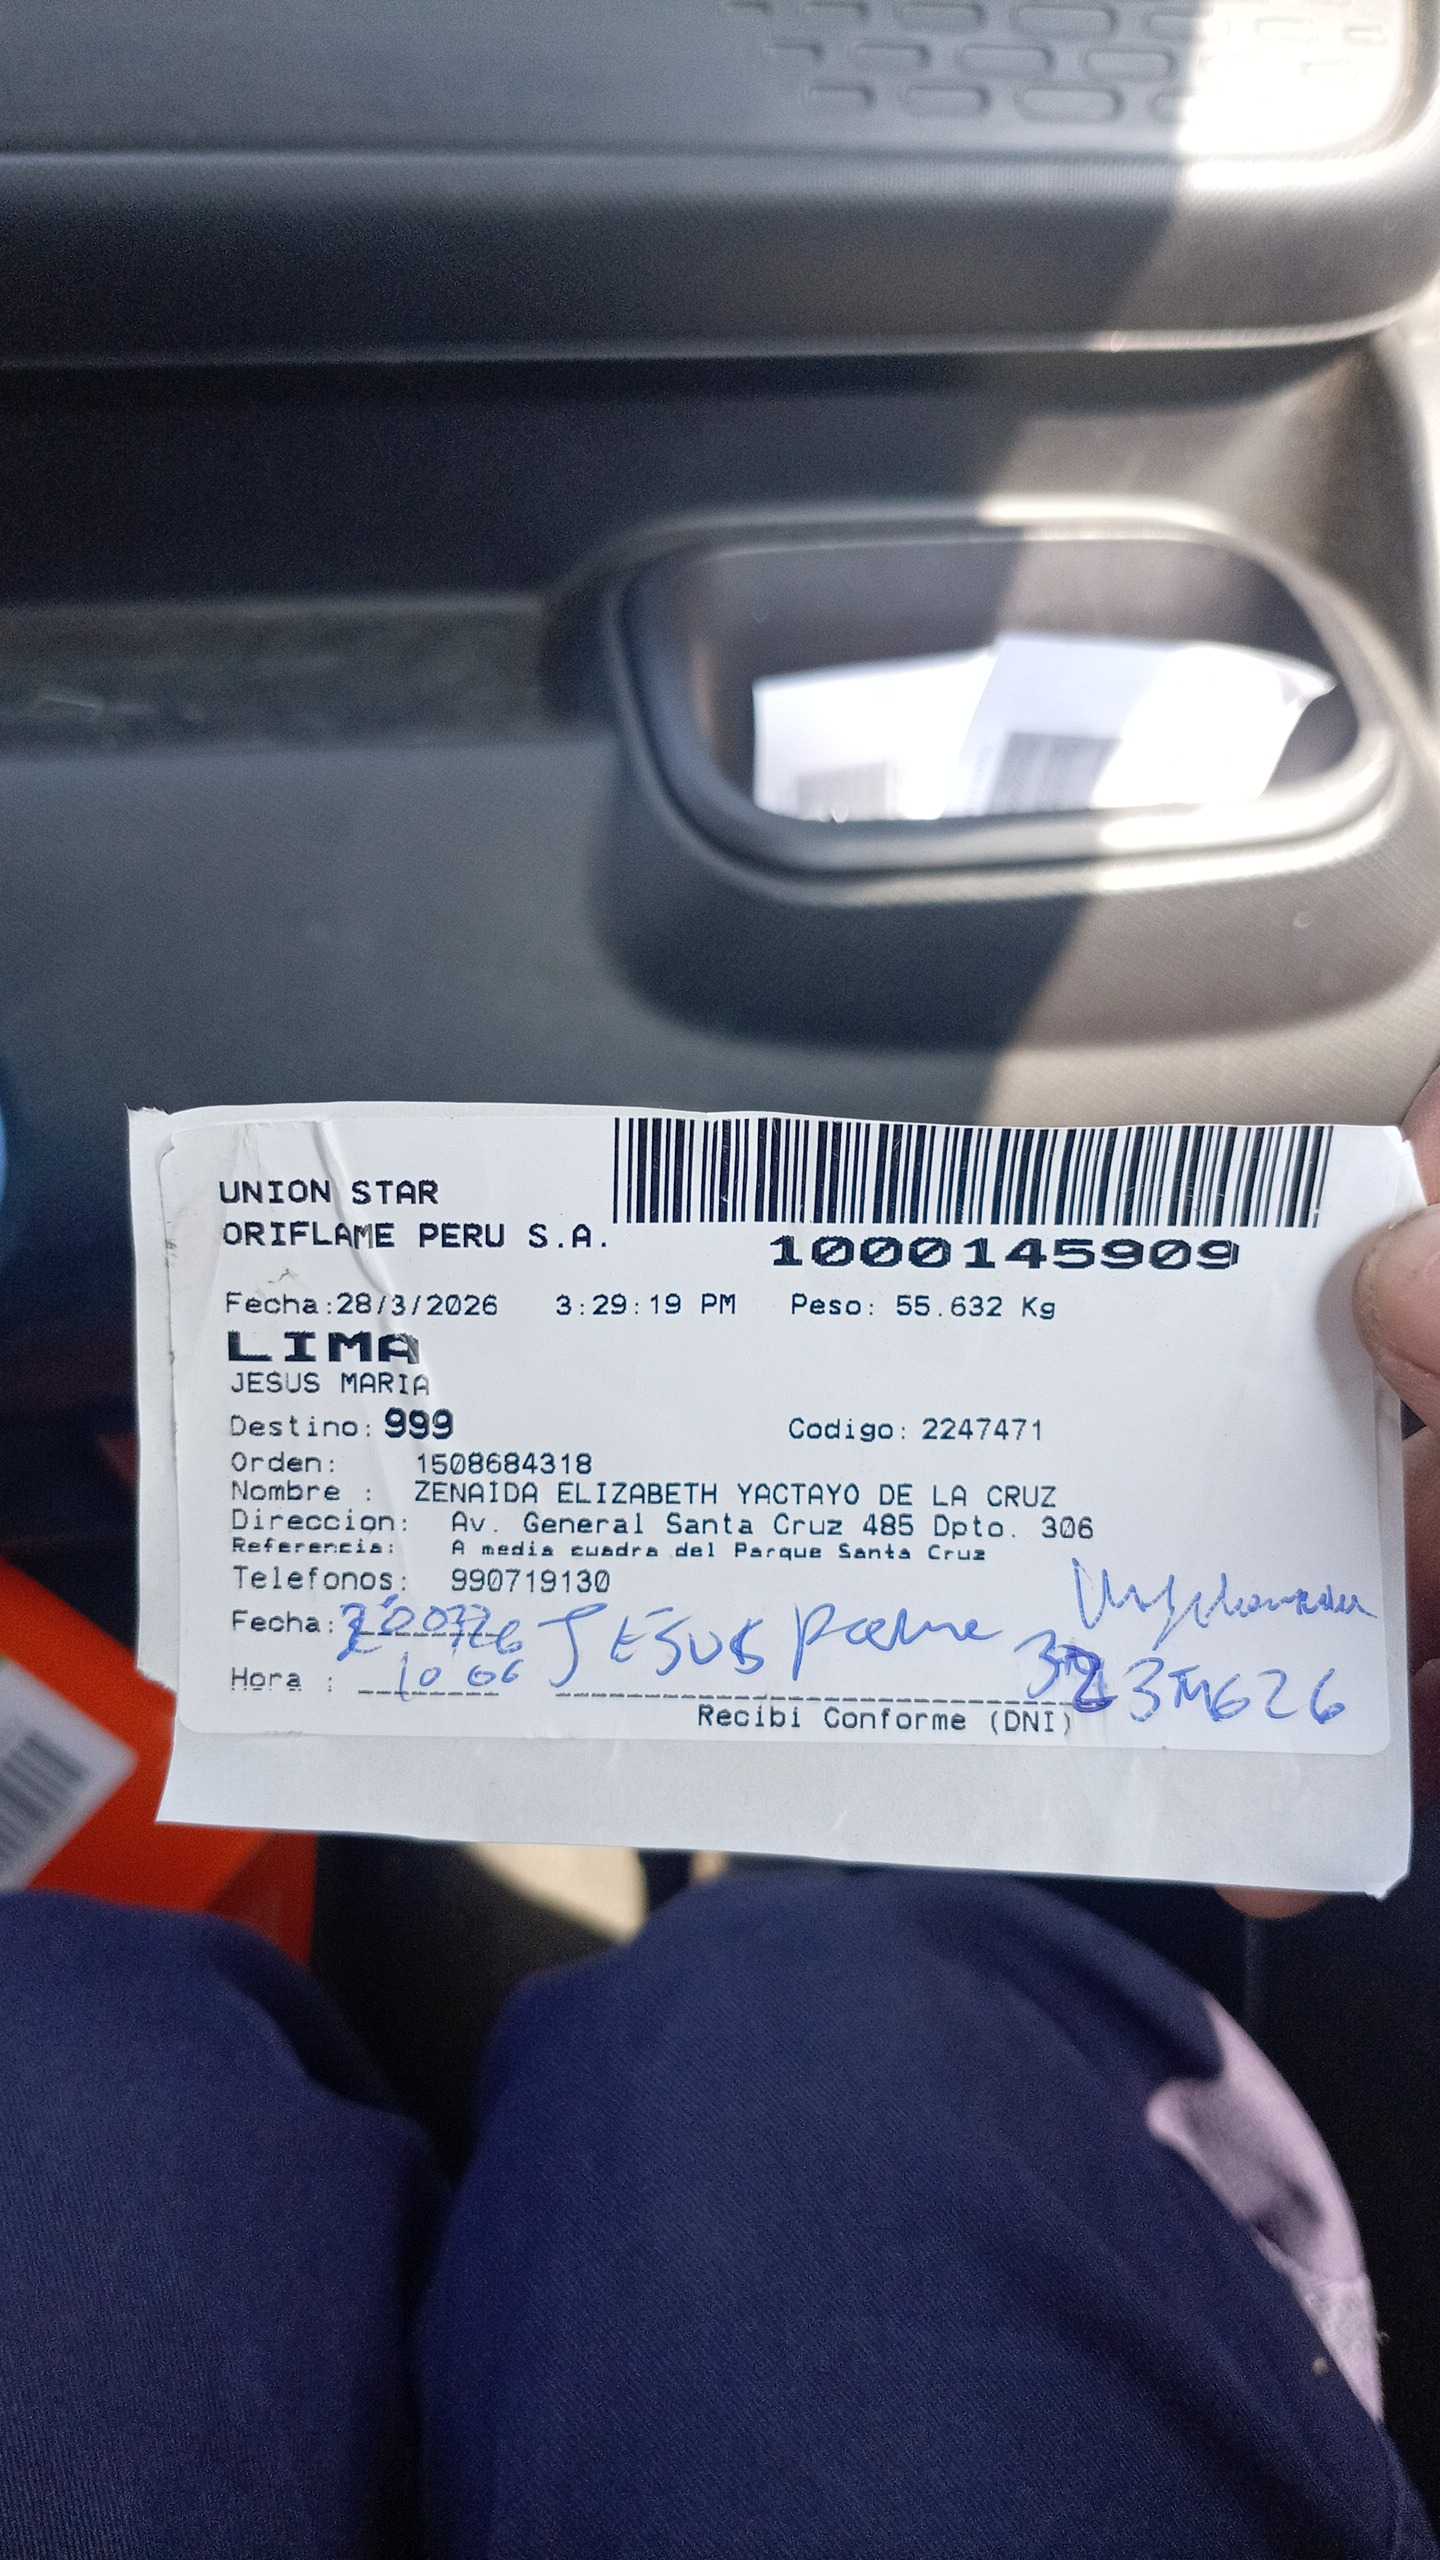 UNION STAR
ORIFLAME PERU S.A.
1000145909
Fecha:28/3/2026 3:29:19 PM Peso: 55.632 Kg
LIMA
JESUS MARIA
Destino: 999 Codigo: 2247471
Orden: 1508684318
Nombre : ZENAIDA ELIZABETH YACTAYO DE LA CRUZ
Direccion: Av. General Santa Cruz 485 Dpto. 306
Referencia: A media cuadra del Parque Santa Cruz
Telefonos: 990719130
Fecha: JESUS
Hora : 10 06
Recibi Conforme (DNI)